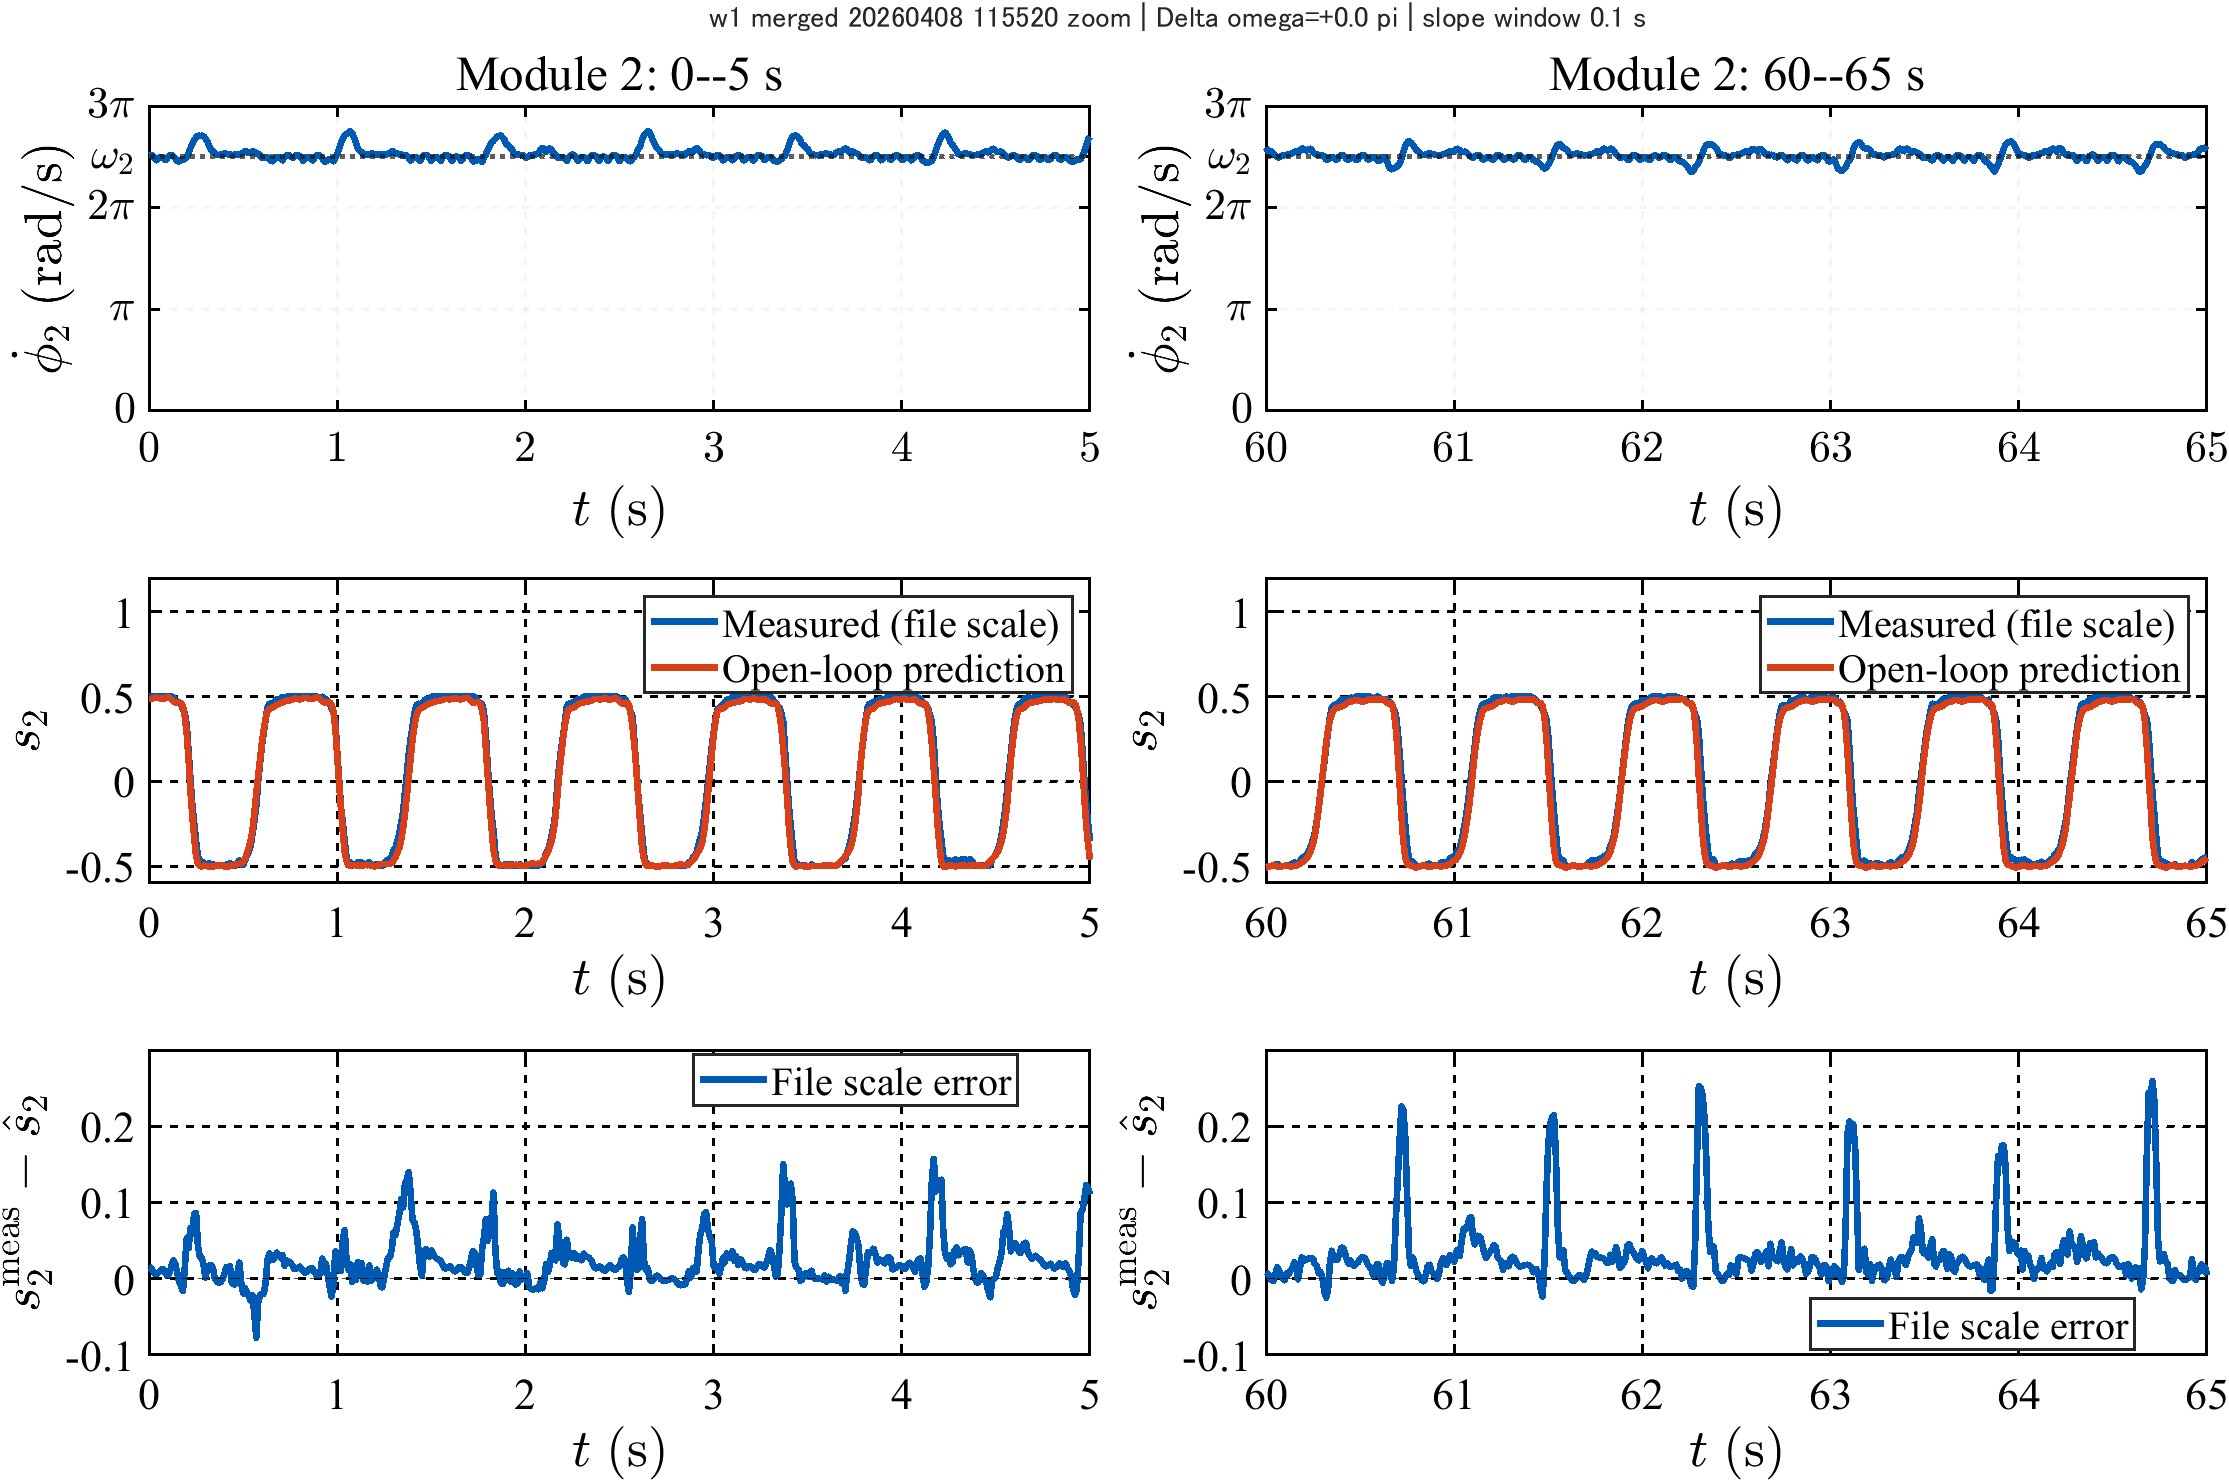 w1 merged 20260408 115520 zoom | Delta omega=+0.0 pi | slope window 0.1 s
Module 2: 0--5 s
3π
ω₂
2π
π
0
ϕ̇₂ (rad/s)
0 1 2 3 4 5
t (s)
Module 2: 60--65 s
3π
ω₂
2π
π
0
ϕ̇₂ (rad/s)
60 61 62 63 64 65
t (s)
Measured (file scale)
Open-loop prediction
1
0.5
0
-0.5
s₂
0 1 2 3 4 5
t (s)
Measured (file scale)
Open-loop prediction
1
0.5
0
-0.5
s₂
60 61 62 63 64 65
t (s)
File scale error
0.2
0.1
0
-0.1
s₂ᵐᵉᵃˢ − ŝ₂
0 1 2 3 4 5
t (s)
0.2
0.1
0
-0.1
s₂ᵐᵉᵃˢ − ŝ₂
File scale error
60 61 62 63 64 65
t (s)